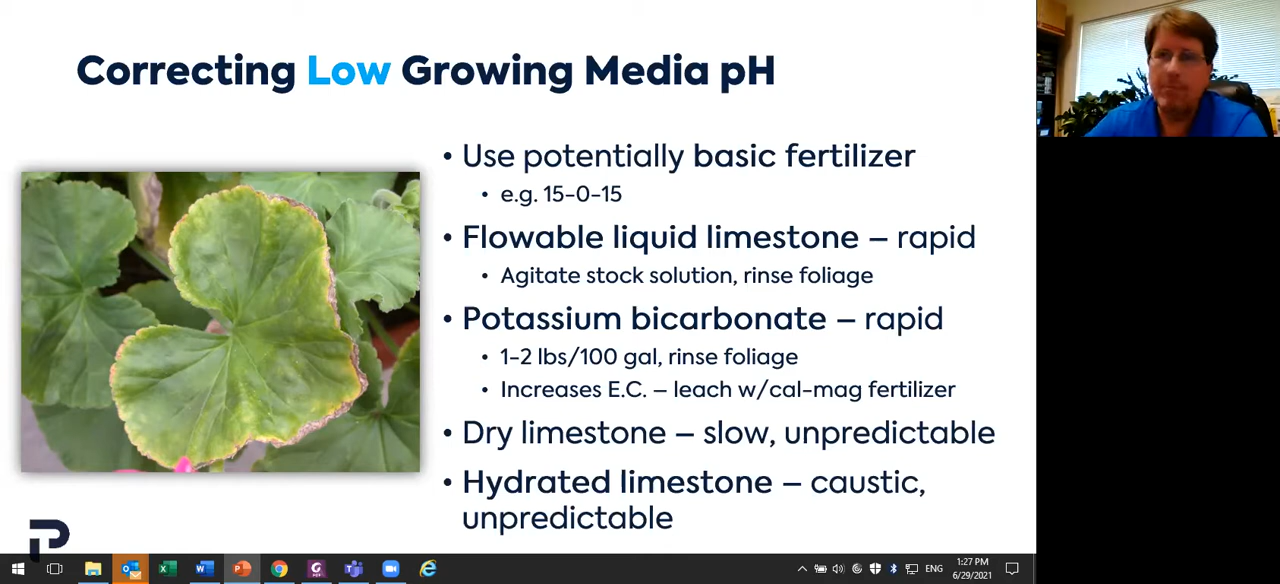 Correcting Low Growing Media pH
• Use potentially basic fertilizer
• e.g. 15-0-15
• Flowable liquid limestone – rapid
• Agitate stock solution, rinse foliage
• Potassium bicarbonate – rapid
• 1-2 lbs/100 gal, rinse foliage
• Increases E.C. – leach w/cal-mag fertilizer
• Dry limestone – slow, unpredictable
• Hydrated limestone – caustic,
unpredictable
ENG
1:27 PM
6/29/2021